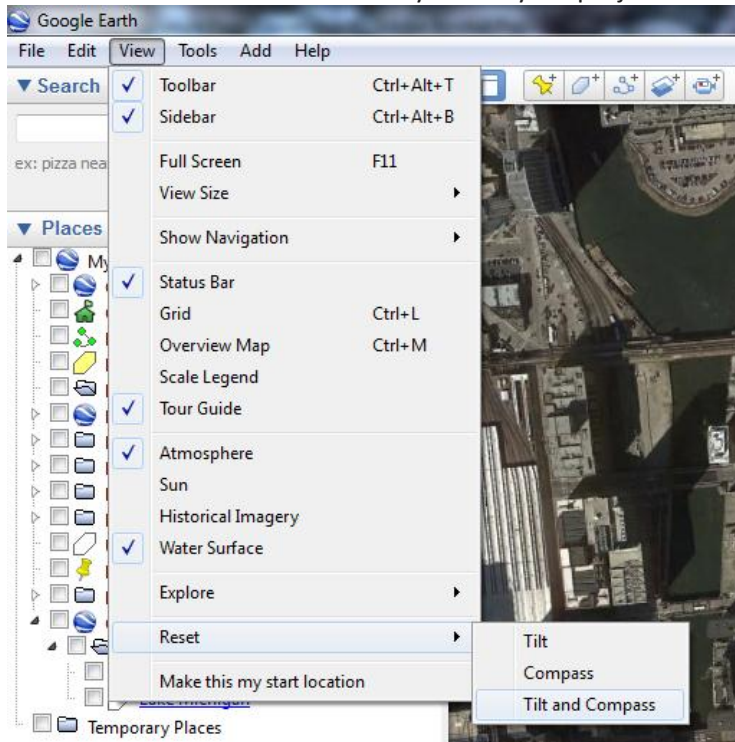 Google Earth
File Edit View Tools Add Help
Search
Toolbar Ctrl+Alt+T
Sidebar Ctrl+Alt+B
ex: pizza nea
Full Screen F11
View Size
Places
Show Navigation
My
Status Bar
Grid Ctrl+L
Overview Map Ctrl+M
Scale Legend
Tour Guide
Atmosphere
Sun
Historical Imagery
Water Surface
Explore
Reset
Tilt
Compass
Make this my start location
Tilt and Compass
Lake Michigan
Temporary Places